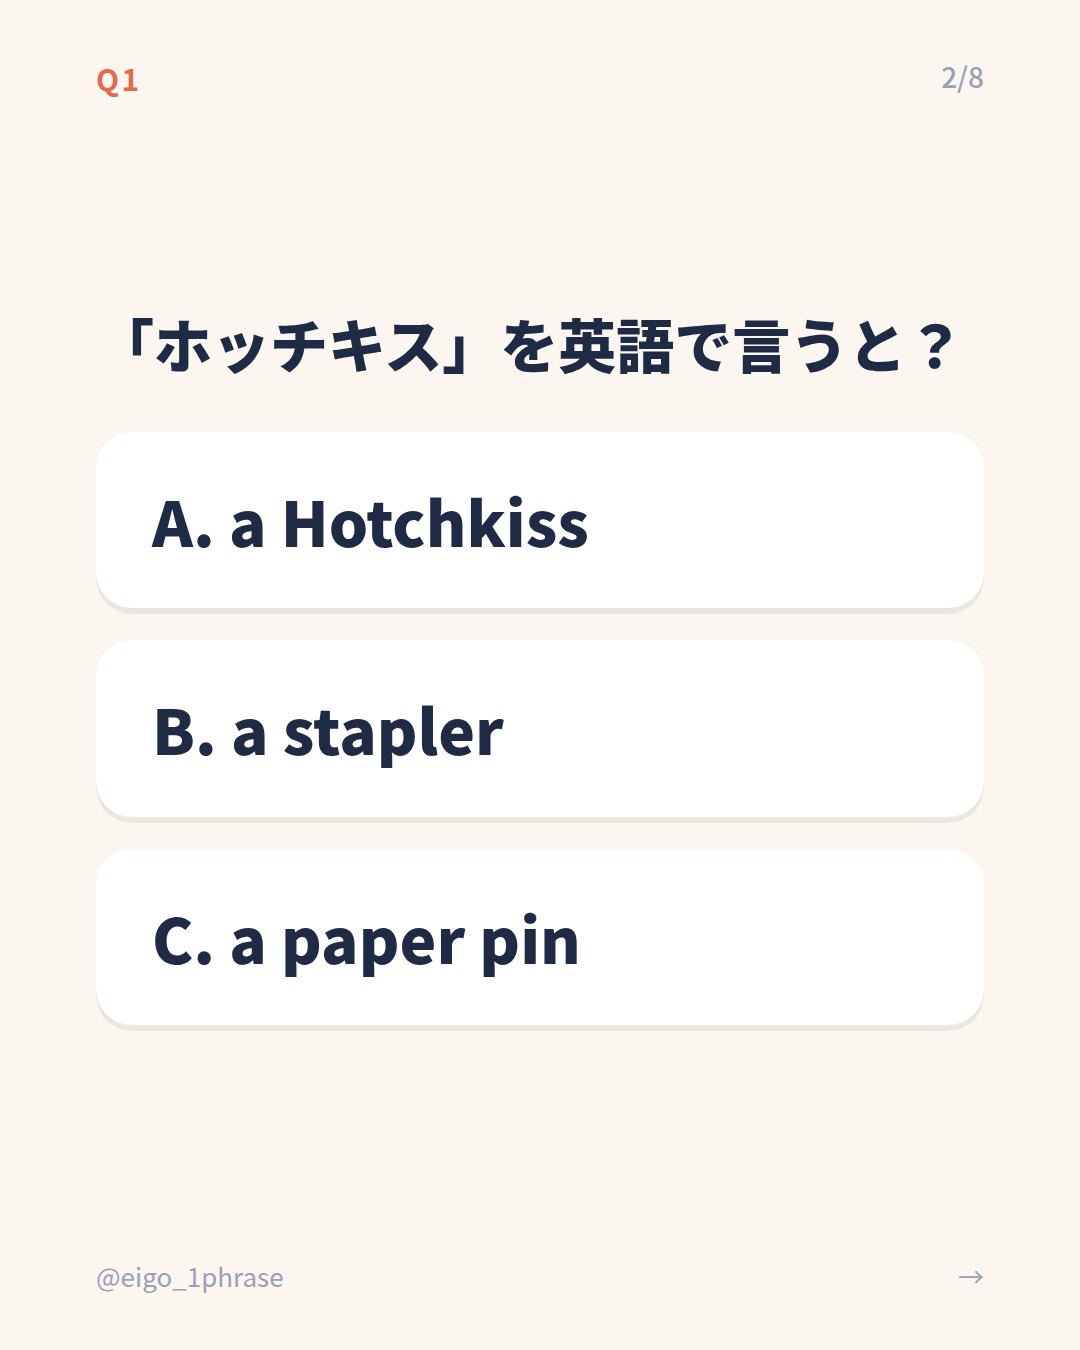 Q1
2/8
「ホッチキス」を英語で言うと？
A. a Hotchkiss
B. a stapler
C. a paper pin
@eigo_1phrase
→